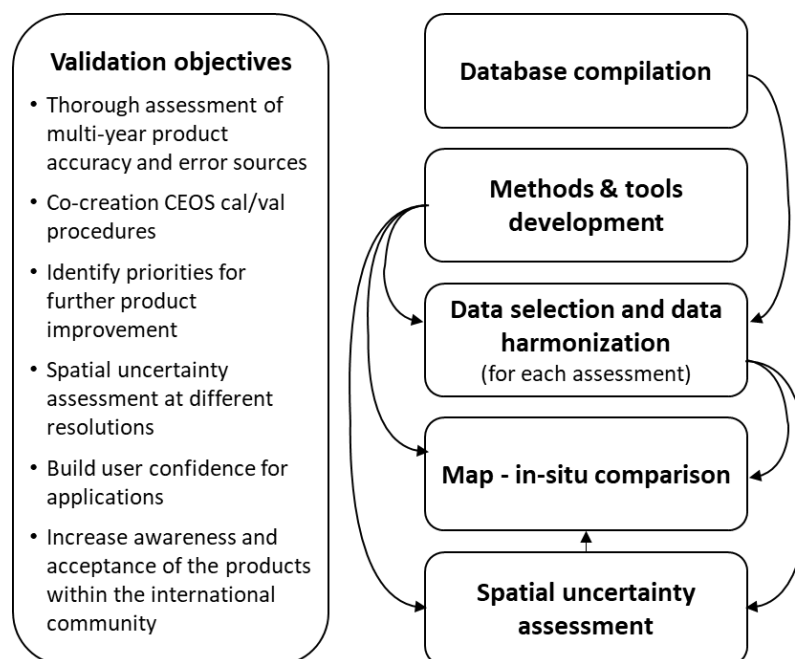 Validation objectives
• Thorough assessment of
multi-year product
accuracy and error sources
• Co-creation CEOS cal/val
procedures
• Identify priorities for
further product
improvement
• Spatial uncertainty
assessment at different
resolutions
• Build user confidence for
applications
• Increase awareness and
acceptance of the products
within the international
community
Database compilation
Methods & tools
development
Data selection and data
harmonization
(for each assessment)
Map - in-situ comparison
Spatial uncertainty
assessment